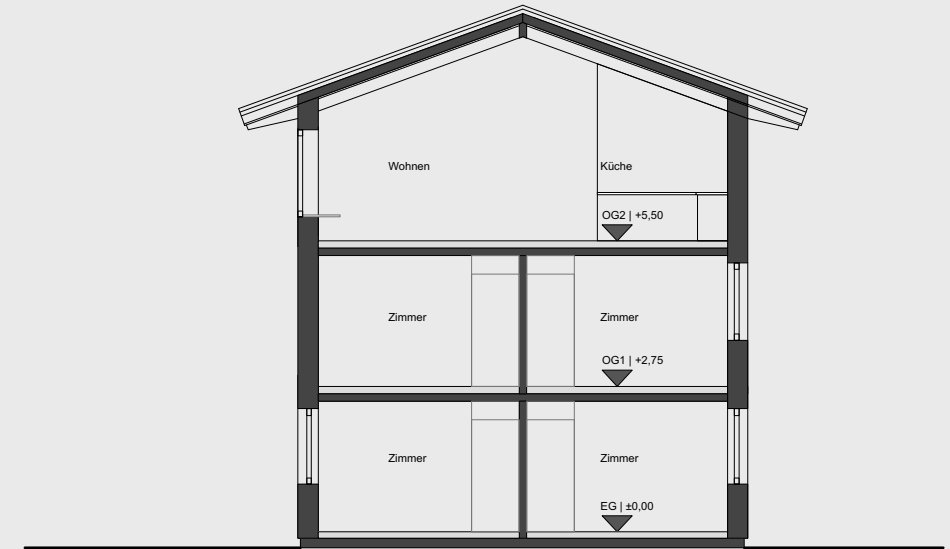 Wohnen
Küche
OG2 | +5,50
Zimmer
Zimmer
OG1 | +2,75
Zimmer
Zimmer
EG | ±0,00